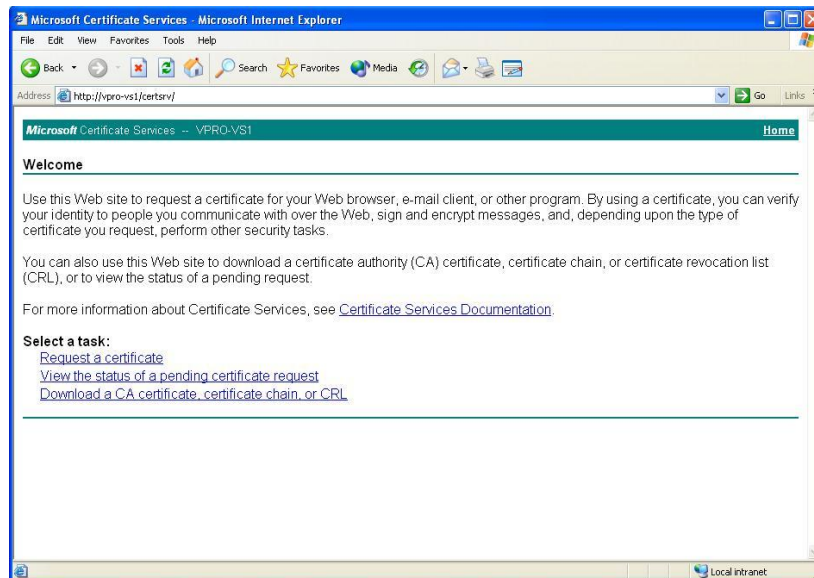 Microsoft Certificate Services - Microsoft Internet Explorer
File Edit View Favorites Tools Help
Back Search Favorites Media
Address http://vpro-vs1/certsrv/ Go Links
Microsoft Certificate Services -- VPRO-VS1 Home
Welcome
Use this Web site to request a certificate for your Web browser, e-mail client, or other program. By using a certificate, you can verify
your identity to people you communicate with over the Web, sign and encrypt messages, and, depending upon the type of
certificate you request, perform other security tasks.
You can also use this Web site to download a certificate authority (CA) certificate, certificate chain, or certificate revocation list
(CRL), or to view the status of a pending request.
For more information about Certificate Services, see Certificate Services Documentation.
Select a task:
Request a certificate
View the status of a pending certificate request
Download a CA certificate, certificate chain, or CRL
Local intranet